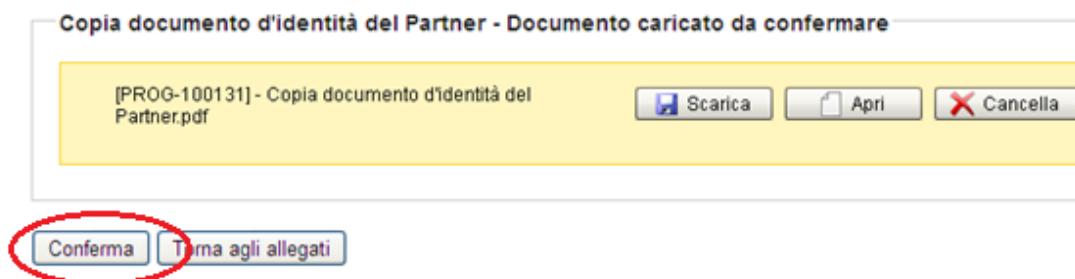 Copia documento d'identità del Partner - Documento caricato da confermare
[PROG-100131] - Copia documento d'identità del
Partner.pdf
Scarica Apri Cancella
Conferma Torna agli allegati